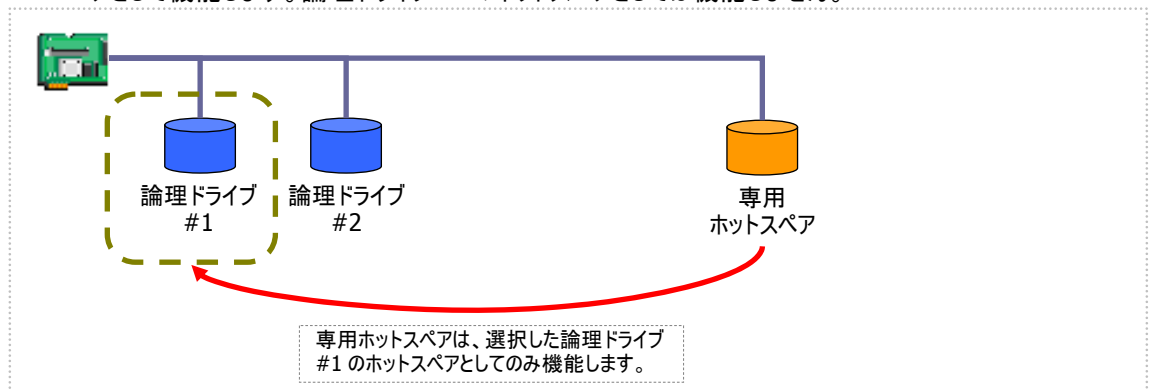 論理ドライブ
#1
論理ドライブ
#2
専用
ホットスペア
専用ホットスペアは、選択した論理ドライブ
#1 のホットスペアとしてのみ機能します。